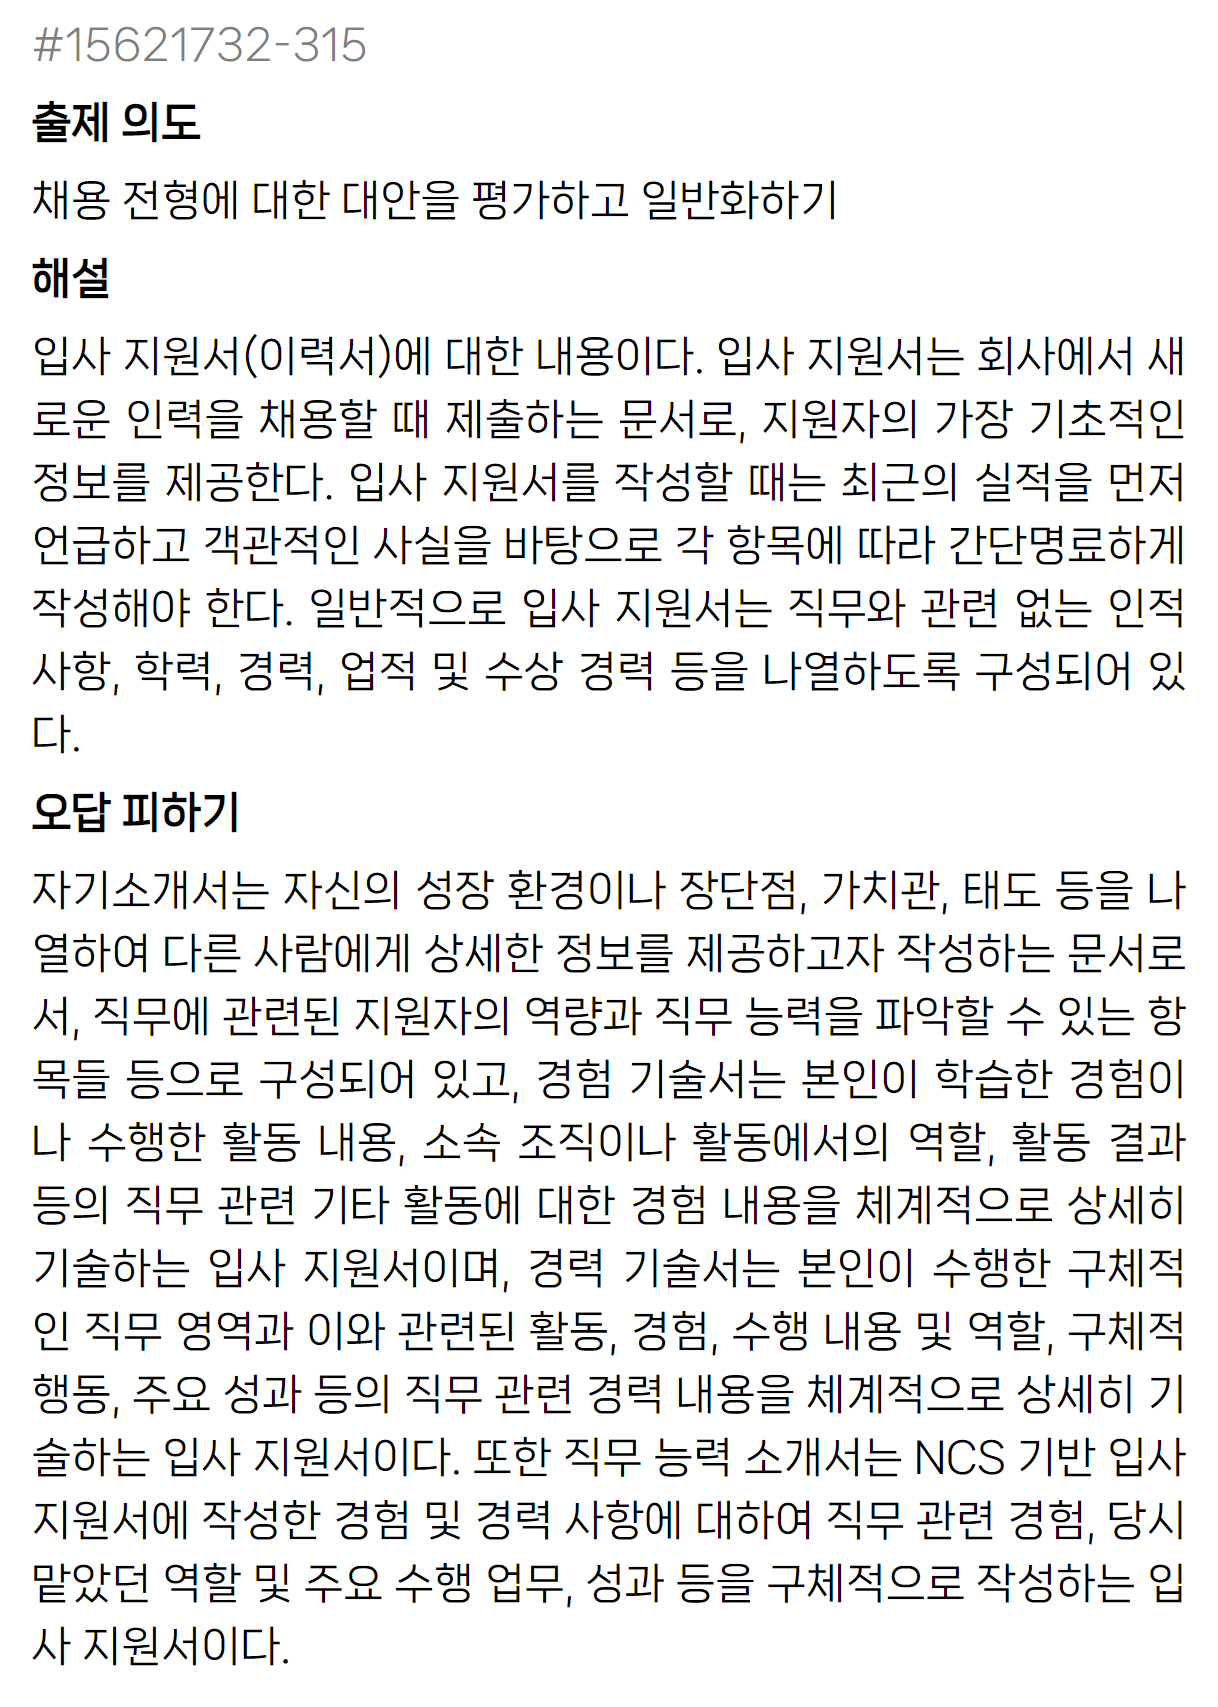 #15621732-315
출제 의도
채용 전형에 대한 대안을 평가하고 일반화하기
해설
입사 지원서(이력서)에 대한 내용이다. 입사 지원서는 회사에서 새
로운 인력을 채용할 때 제출하는 문서로, 지원자의 가장 기초적인
정보를 제공한다. 입사 지원서를 작성할 때는 최근의 실적을 먼저
언급하고 객관적인 사실을 바탕으로 각 항목에 따라 간단명료하게
작성해야 한다. 일반적으로 입사 지원서는 직무와 관련 없는 인적
사항, 학력, 경력, 업적 및 수상 경력 등을 나열하도록 구성되어 있
다.
오답 피하기
자기소개서는 자신의 성장 환경이나 장단점, 가치관, 태도 등을 나
열하여 다른 사람에게 상세한 정보를 제공하고자 작성하는 문서로
서, 직무에 관련된 지원자의 역량과 직무 능력을 파악할 수 있는 항
목들 등으로 구성되어 있고, 경험 기술서는 본인이 학습한 경험이
나 수행한 활동 내용, 소속 조직이나 활동에서의 역할, 활동 결과
등의 직무 관련 기타 활동에 대한 경험 내용을 체계적으로 상세히
기술하는 입사 지원서이며, 경력 기술서는 본인이 수행한 구체적
인 직무 영역과 이와 관련된 활동, 경험, 수행 내용 및 역할, 구체적
행동, 주요 성과 등의 직무 관련 경력 내용을 체계적으로 상세히 기
술하는 입사 지원서이다. 또한 직무 능력 소개서는 NCS 기반 입사
지원서에 작성한 경험 및 경력 사항에 대하여 직무 관련 경험, 당시
맡았던 역할 및 주요 수행 업무, 성과 등을 구체적으로 작성하는 입
사 지원서이다.